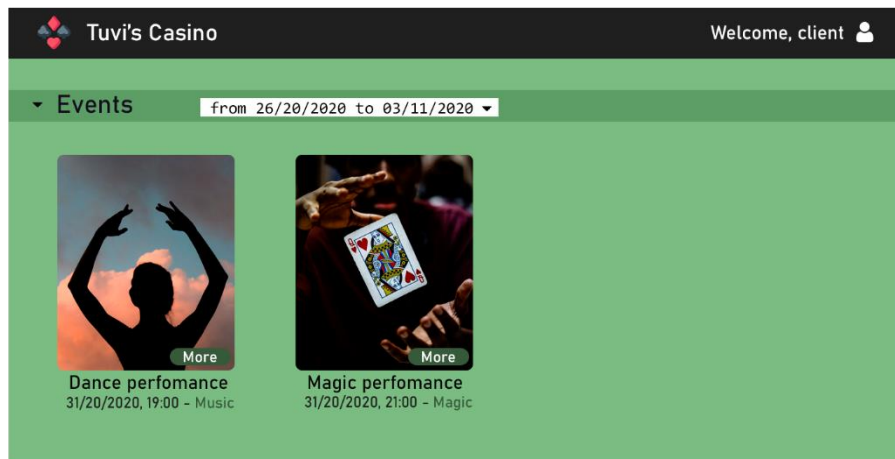 Tuvi's Casino
Welcome, client
Events
from 26/20/2020 to 03/11/2020
More
More
Dance perfomance
Magic perfomance
31/20/2020, 19:00 - Music
31/20/2020, 21:00 - Magic